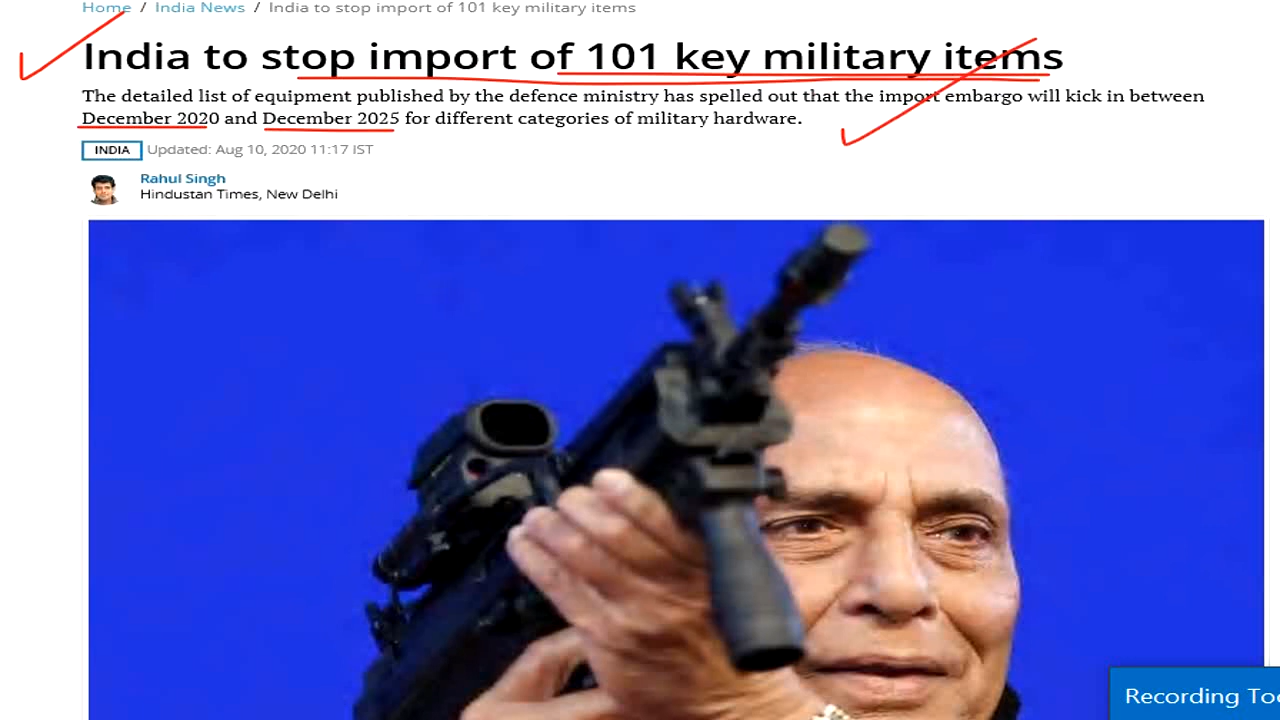 Home / India News / India to stop import of 101 key military items
India to stop import of 101 key military items
The detailed list of equipment published by the defence ministry has spelled out that the import embargo will kick in between
December 2020 and December 2025 for different categories of military hardware.
INDIA Updated: Aug 10, 2020 11:17 IST
Rahul Singh
Hindustan Times, New Delhi
Recording